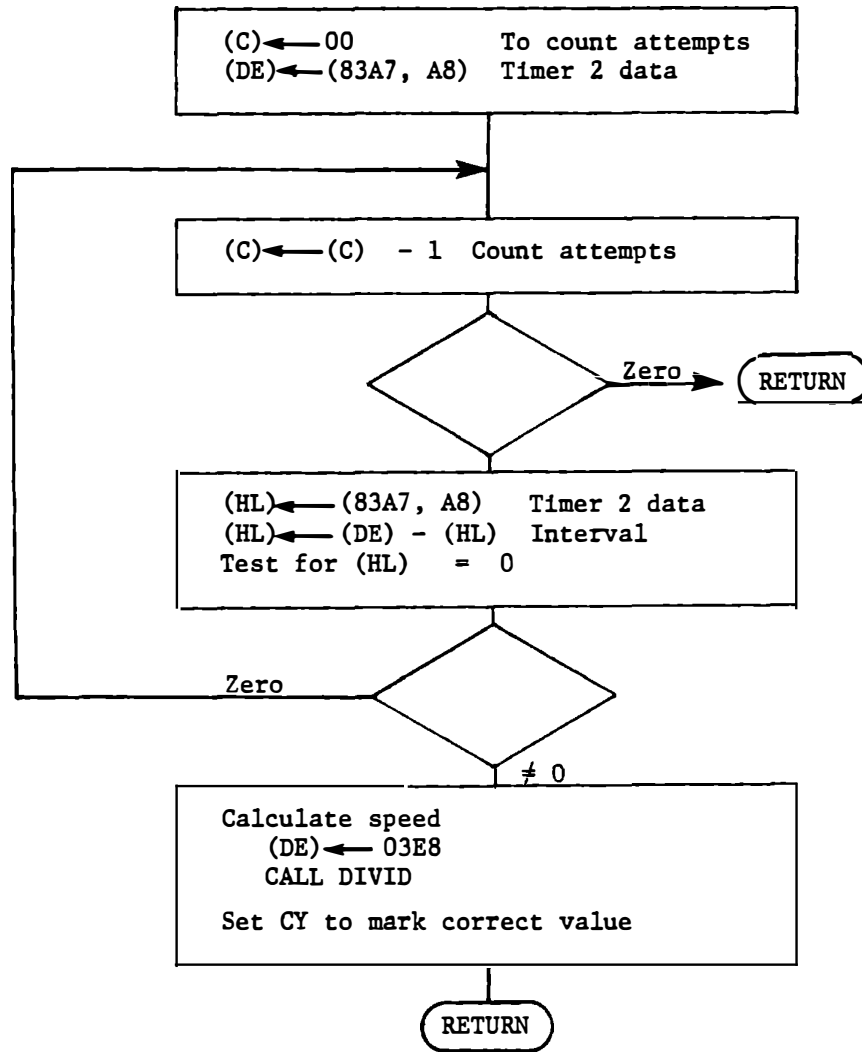 (C)←00 To count attempts
(DE)←(83A7, A8) Timer 2 data
(C)←(C) - 1 Count attempts
Zero
RETURN
(HL)←(83A7, A8) Timer 2 data
(HL)←(DE) - (HL) Interval
Test for (HL) = 0
Zero
≠ 0
Calculate speed
(DE)←03E8
CALL DIVID
Set CY to mark correct value
RETURN